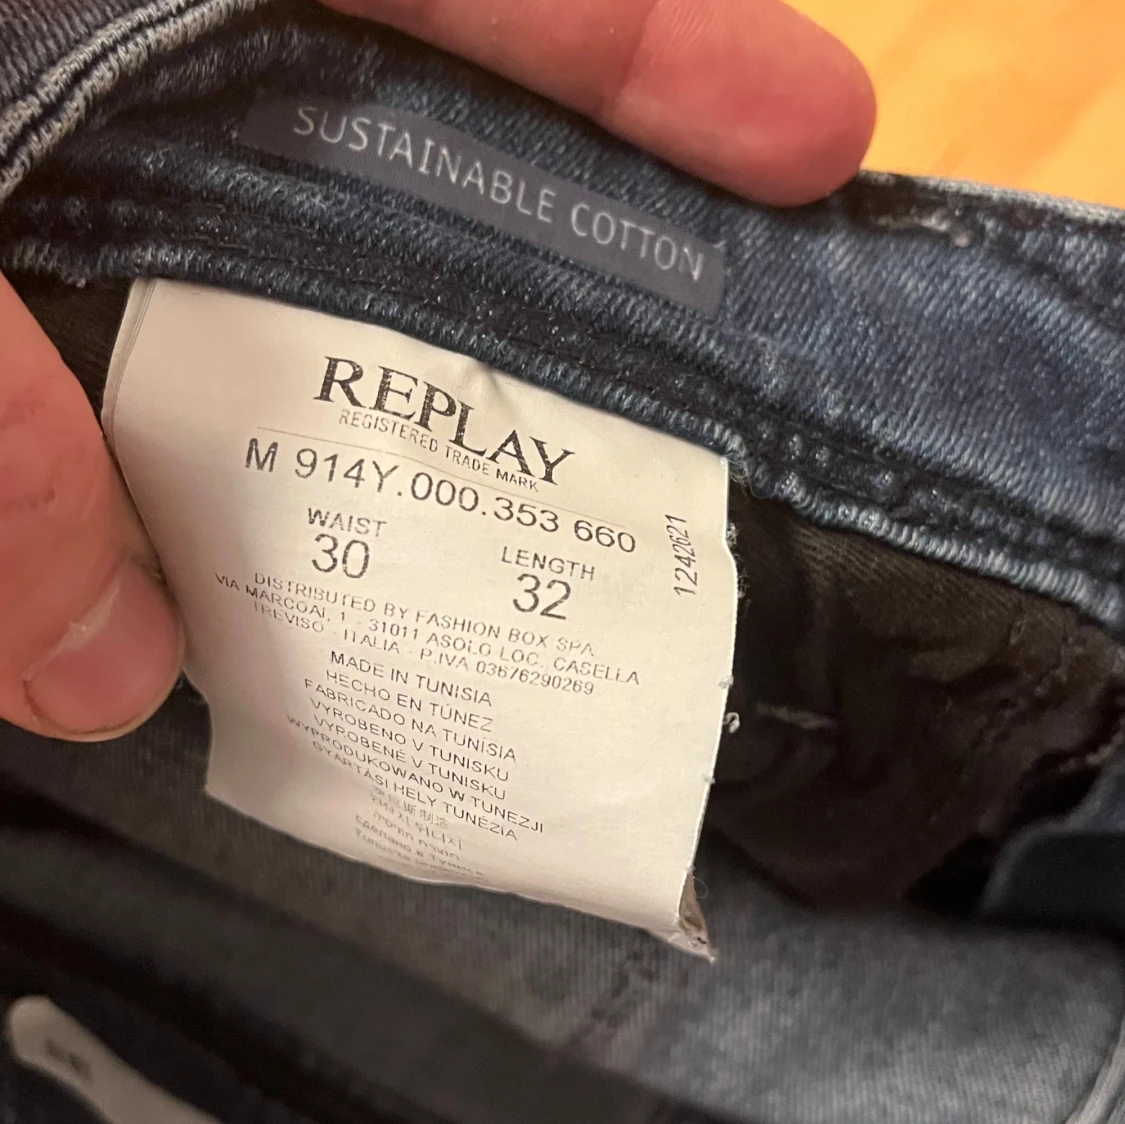 SUSTAINABLE COTTON
REPLAY
REGISTERED TRADE MARK
M 914Y.000.353 660
1242621
WAIST
30
LENGTH
32
DISTRIBUTED BY FASHION BOX SPA
VIA MARCOAI, 1 - 31011 ASOLO LOC. CASELLA
TREVISO - ITALIA - P.IVA 03676290269
MADE IN TUNISIA
HECHO EN TÚNEZ
FABRICADO NA TUNÍSIA
VYROBENO V TUNISKU
VYROBENÉ V TUNISKU
WYPRODUKOWANO W TUNEZJI
GYÁRTÁSI HELY TUNÉZIA